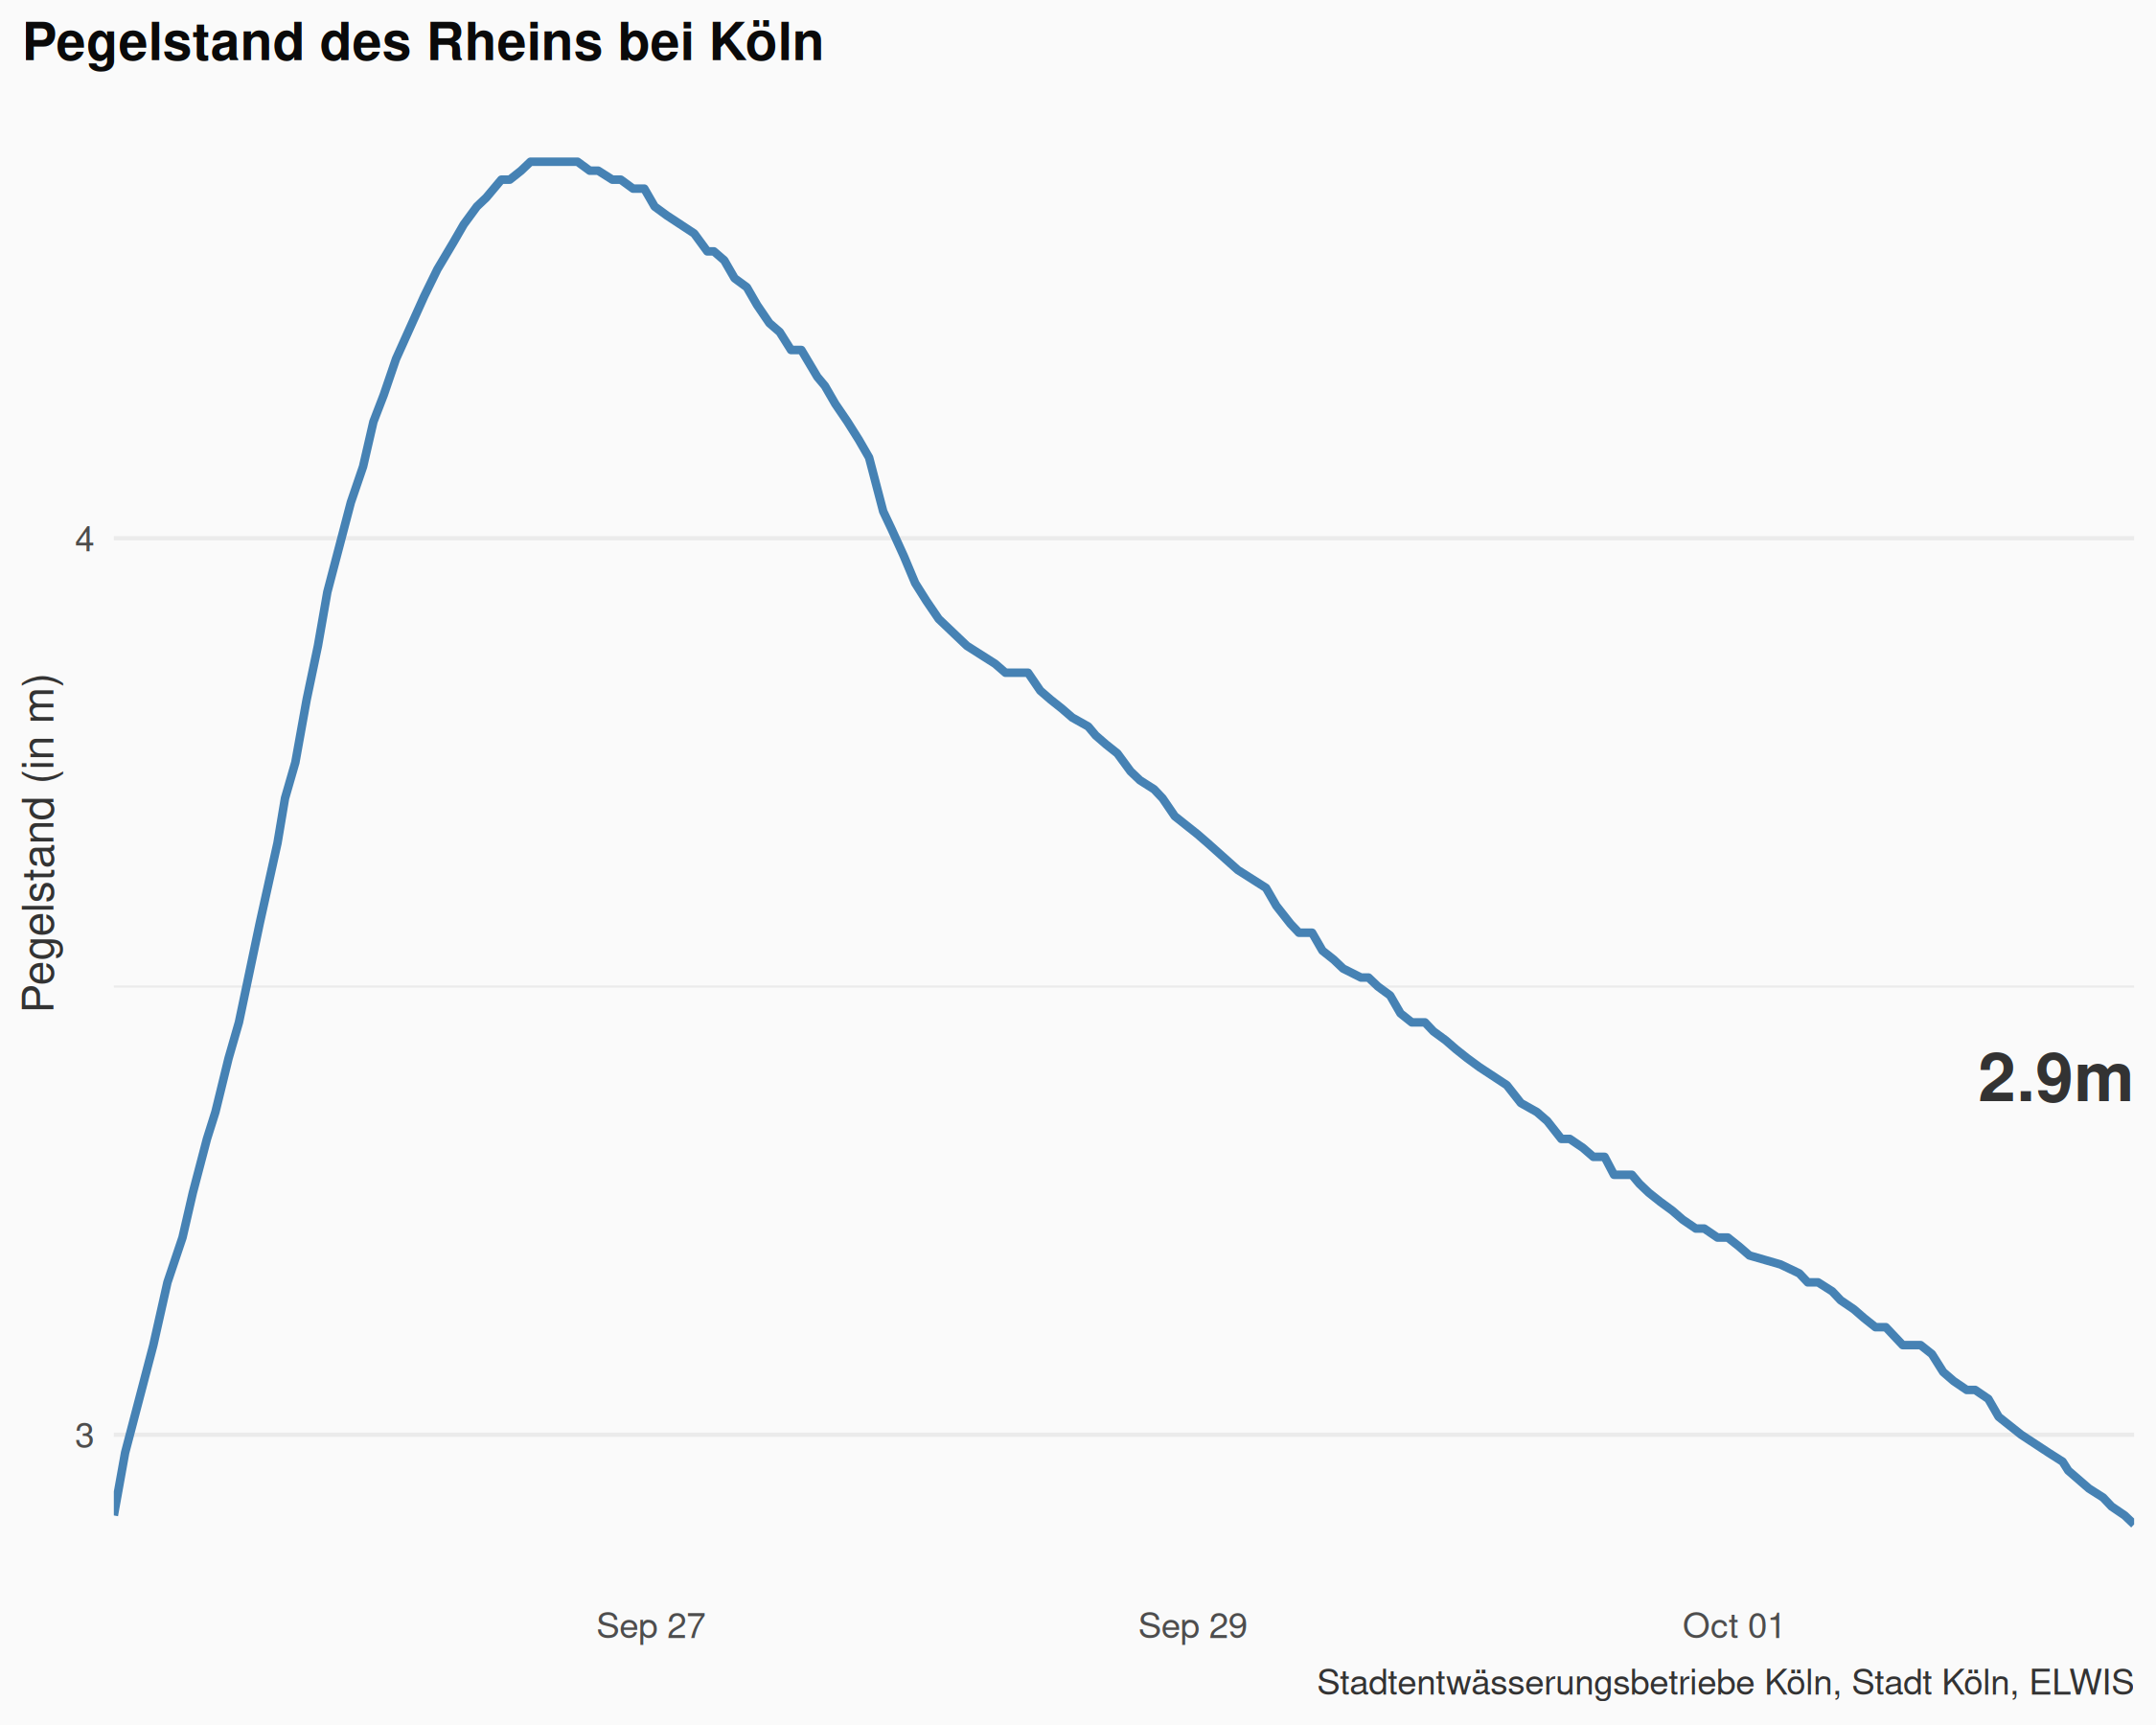 Pegelstand des Rheins bei Köln
Pegelstand (in m)
4
3
2.9m
Sep 27
Sep 29
Oct 01
Stadtentwässerungsbetriebe Köln, Stadt Köln, ELWIS